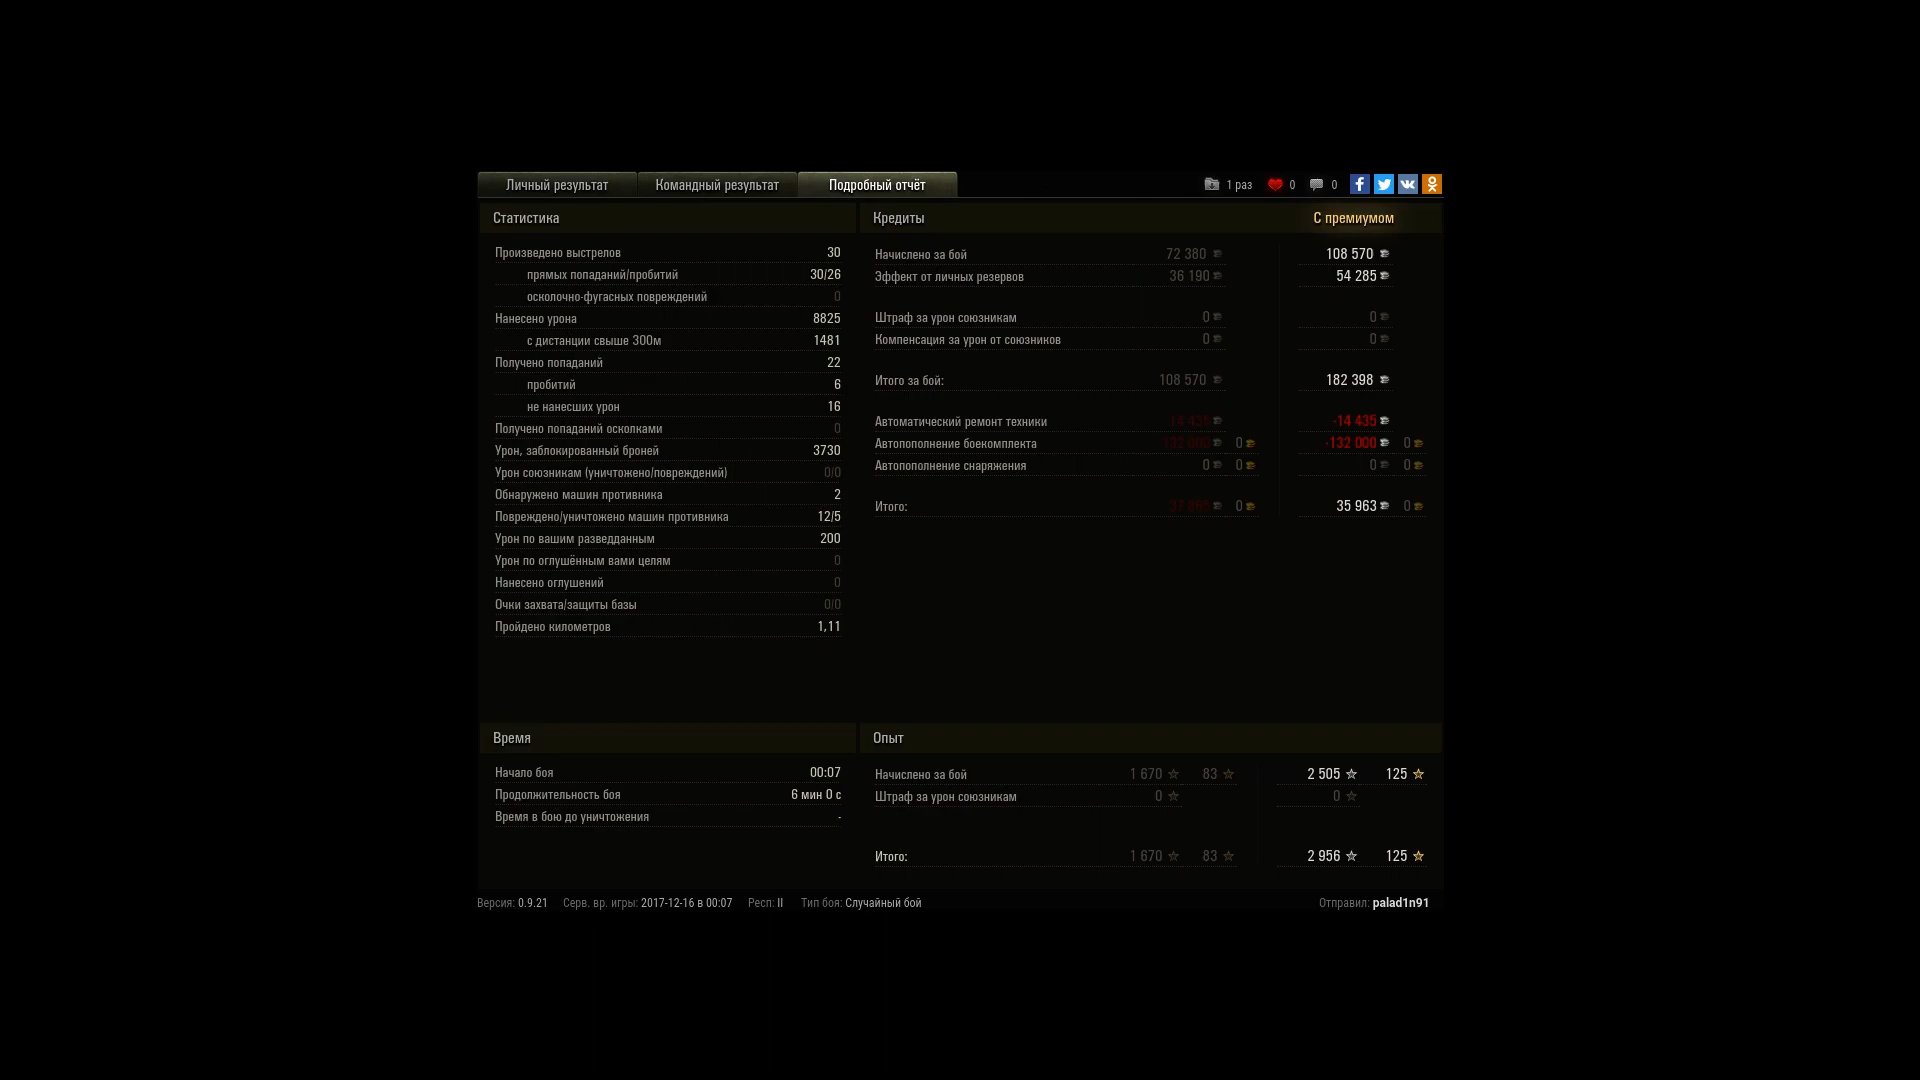 Личный результат Командный результат Подробный отчёт 1 раз 0 0
Статистика
Произведено выстрелов 30
прямых попаданий/пробитий 30/26
осколочно-фугасных повреждений 0
Нанесено урона 8825
с дистанции свыше 300м 1481
Получено попаданий 22
пробитий 6
не нанесших урон 16
Получено попаданий осколками 0
Урон, заблокированный броней 3730
Урон союзникам (уничтожено/повреждений) 0/0
Обнаружено машин противника 2
Повреждено/уничтожено машин противника 12/5
Урон по вашим разведданным 200
Урон по оглушённым вами целям 0
Нанесено оглушений 0
Очки захвата/защиты базы 0/0
Пройдено километров 1,11
Кредиты С премиумом
Начислено за бой 72 380 108 570
Эффект от личных резервов 36 190 54 285
Штраф за урон союзникам 0 0
Компенсация за урон от союзников 0 0
Итого за бой: 108 570 182 398
Автоматический ремонт техники -14 435 -14 435
Автопополнение боекомплекта -132 000 0 -132 000 0
Автопополнение снаряжения 0 0 0 0
Итого: 0 35 963 0
Время
Начало боя 00:07
Продолжительность боя 6 мин 0 с
Время в бою до уничтожения -
Опыт
Начислено за бой 1 670 83 2 505 125
Штраф за урон союзникам 0 0
Итого: 1 670 83 2 956 125
Версия: 0.9.21 Серв. вр. игры: 2017-12-16 в 00:07 Респ: II Тип боя: Случайный бой Отправил: palad1n91